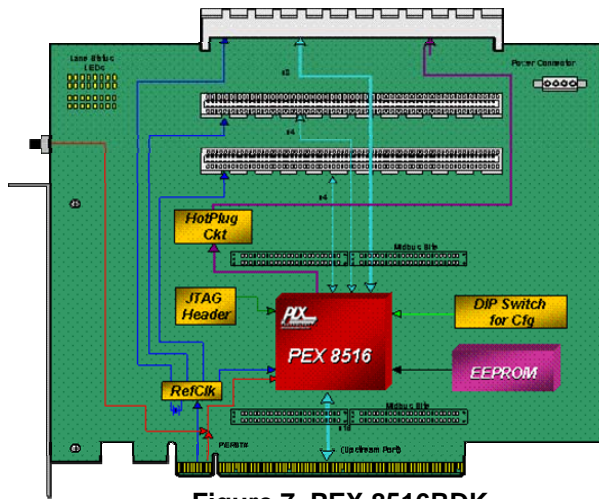 Lane Status
LEDs
x8
Power Connector
x4
x4
HotPlug
Ckt
Midbus Site
JTAG
Header
PLX
PEX 8516
DIP Switch
for Cfg
EEPROM
RefClk
Midbus Site
x16
PERST#
(Upstream Port)
Figure 7. PEX 8516RDK